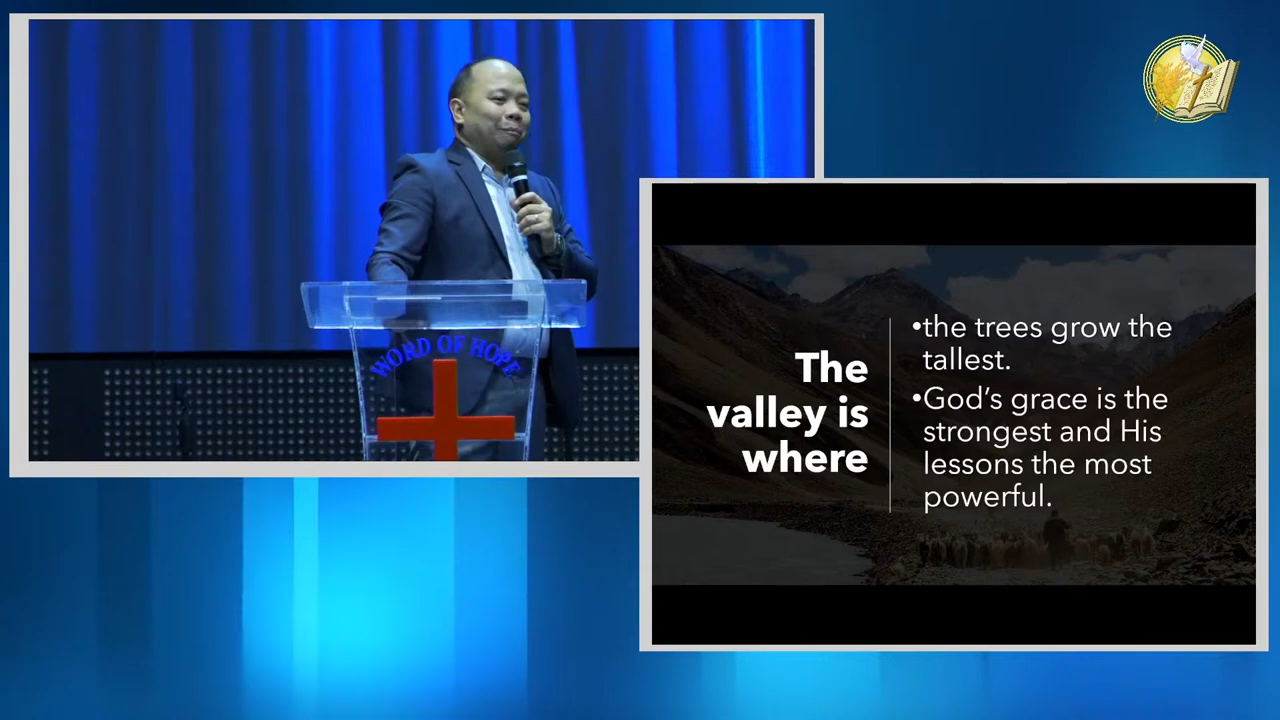 WORD OF HOPE
The
valley is
where
•the trees grow the
tallest.
•God's grace is the
strongest and His
lessons the most
powerful.